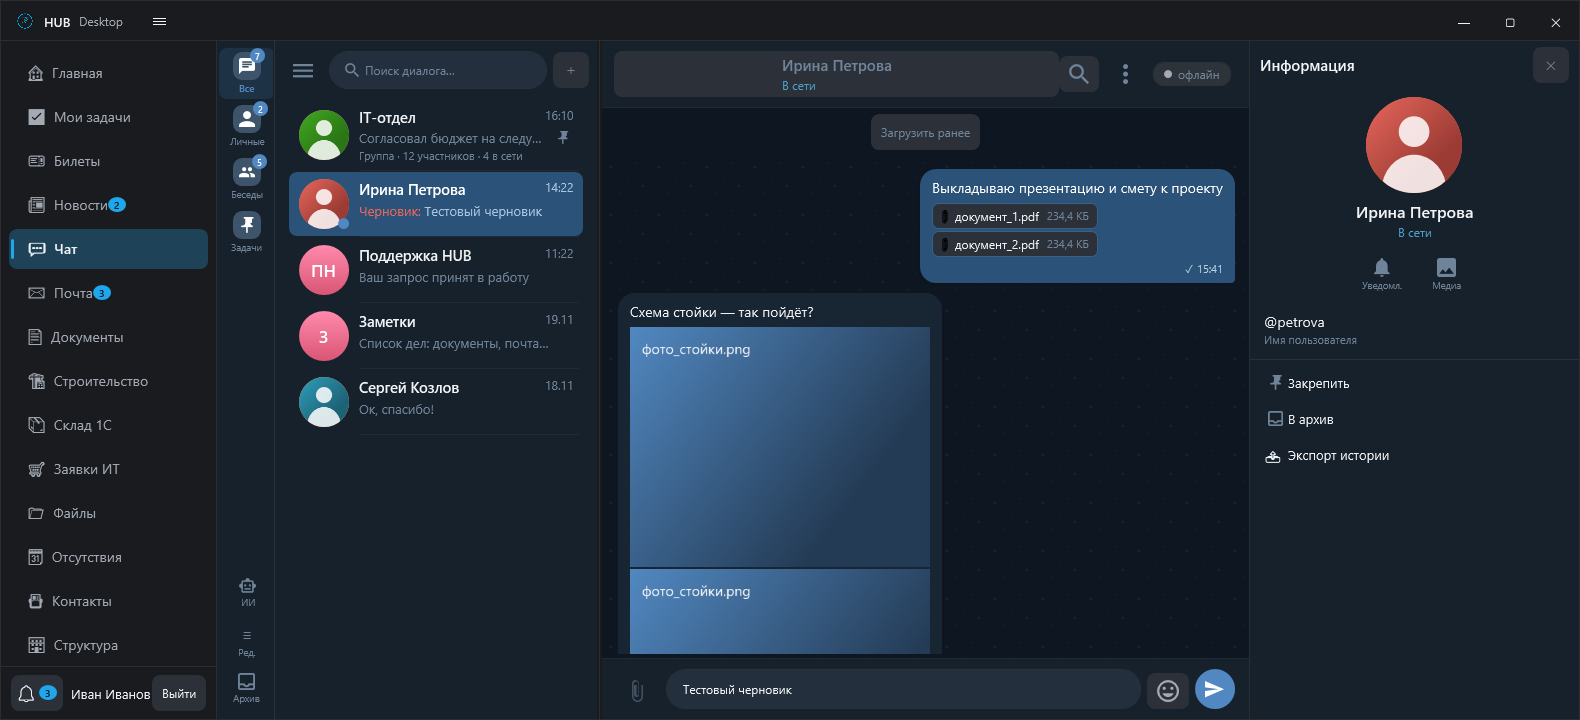 HUB Desktop
Главная
Мои задачи
Билеты
Новости 2
Чат
Почта 3
Документы
Строительство
Склад 1С
Заявки ИТ
Файлы
31 Отсутствия
Контакты
Структура
3 Иван Иванов Выйти
7
Все
2
Личные
5
Беседы
Задачи
ИИ
Ред.
Архив
Поиск диалога...
+
IT-отдел 16:10
Согласовал бюджет на следу...
Группа · 12 участников · 4 в сети
Ирина Петрова 14:22
Черновик: Тестовый черновик
ПН
Поддержка HUB 11:22
Ваш запрос принят в работу
З
Заметки 19.11
Список дел: документы, почта...
Сергей Козлов 18.11
Ок, спасибо!
Ирина Петрова
В сети
офлайн
Загрузить ранее
Выкладываю презентацию и смету к проекту
документ_1.pdf 234,4 КБ
документ_2.pdf 234,4 КБ
✓ 15:41
Схема стойки — так пойдёт?
фото_стойки.png
фото_стойки.png
Тестовый черновик
Информация
Ирина Петрова
В сети
Уведомл.
Медиа
@petrova
Имя пользователя
Закрепить
В архив
Экспорт истории